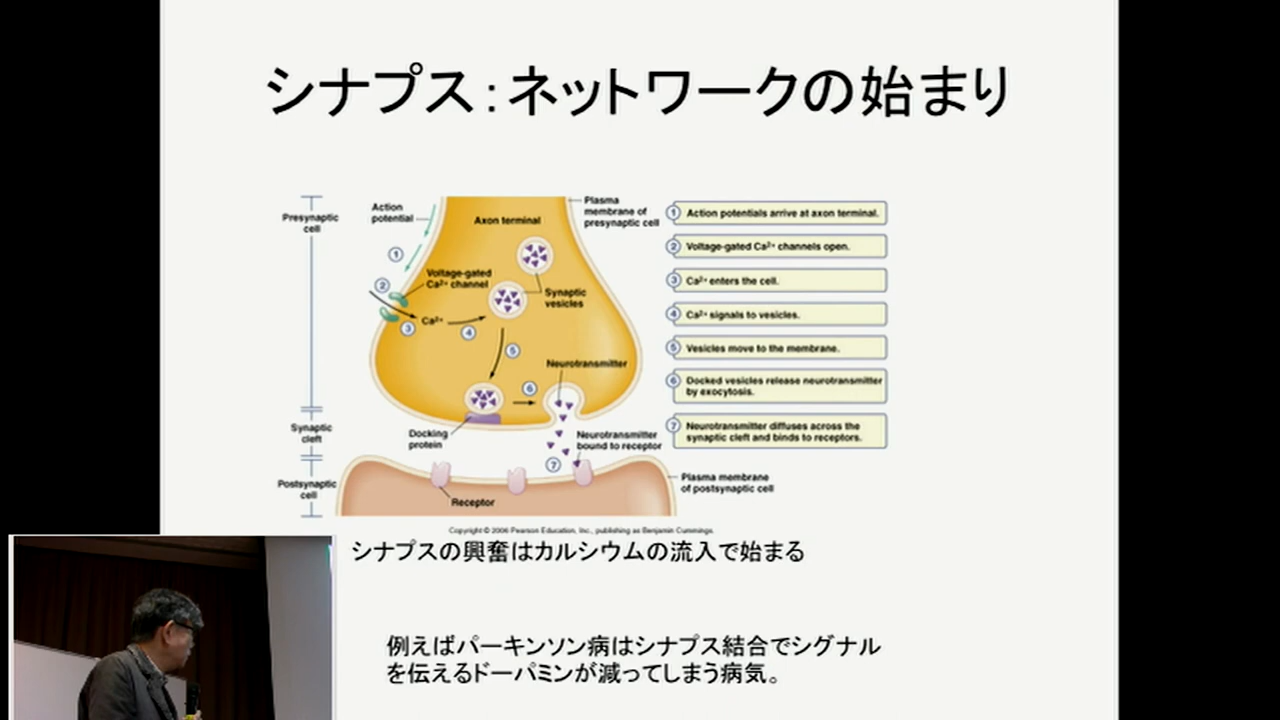 シナプス：ネットワークの始まり
Presynaptic
cell
Synaptic
cleft
Postsynaptic
cell
Action
potential
Axon terminal
Plasma
membrane of
presynaptic cell
1
2
Voltage-gated
Ca²⁺ channel
3
Ca²⁺
4
Synaptic
vesicles
5
Neurotransmitter
6
Docking
protein
Neurotransmitter
bound to receptor
7
Receptor
Plasma membrane
of postsynaptic cell
1 Action potentials arrive at axon terminal.
2 Voltage-gated Ca²⁺ channels open.
3 Ca²⁺ enters the cell.
4 Ca²⁺ signals to vesicles.
5 Vesicles move to the membrane.
6 Docked vesicles release neurotransmitter
by exocytosis.
7 Neurotransmitter diffuses across the
synaptic cleft and binds to receptors.
Copyright © 2006 Pearson Education, Inc., publishing as Benjamin Cummings.
シナプスの興奮はカルシウムの流入で始まる
例えばパーキンソン病はシナプス結合でシグナル
を伝えるドーパミンが減ってしまう病気。